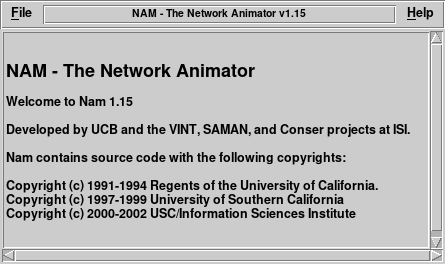 File NAM - The Network Animator v1.15 Help
NAM - The Network Animator
Welcome to Nam 1.15
Developed by UCB and the VINT, SAMAN, and Conser projects at ISI.
Nam contains source code with the following copyrights:
Copyright (c) 1991-1994 Regents of the University of California.
Copyright (c) 1997-1999 University of Southern California
Copyright (c) 2000-2002 USC/Information Sciences Institute